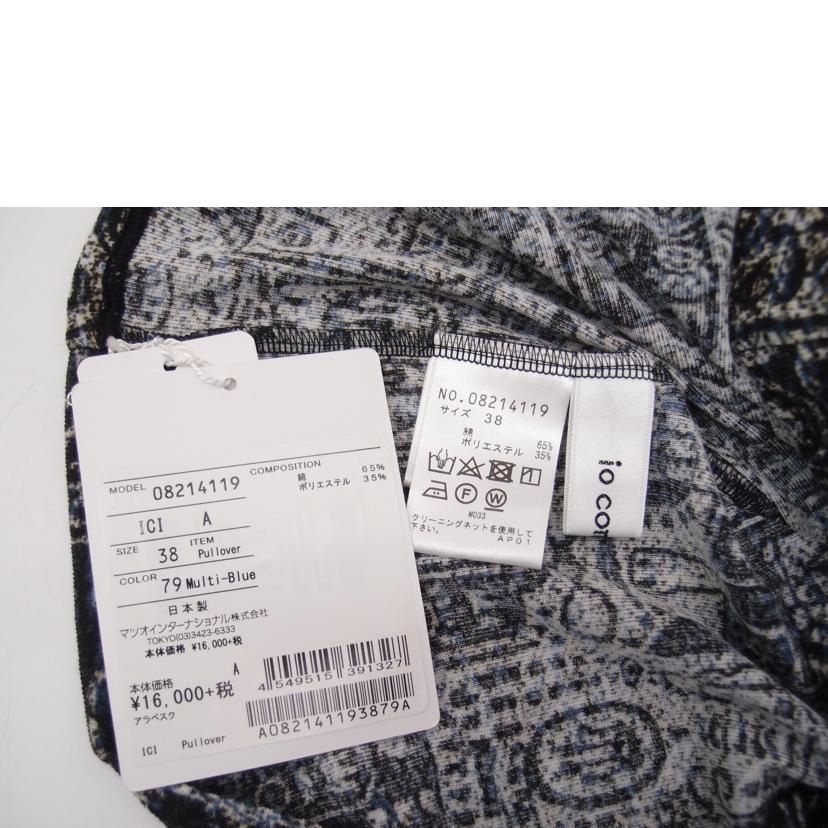 MODEL 08214119
COMPOSITION
綿 65%
ポリエステル 35%
ICI A
SIZE 38 ITEM Pullover
COLOR 79 Multi-Blue
日本製
マツオインターナショナル株式会社
TOKYO(03)3423-6333
本体価格 ¥16,000+税
A
本体価格
¥16,000+税
アラベスク
ICI Pullover
4 549515 391327
A082141193879A
NO.08214119
サイズ 38
綿 65%
ポリエステル 35%
F W
M033
クリーニングネットを使用して
下さい。 AP01
io com